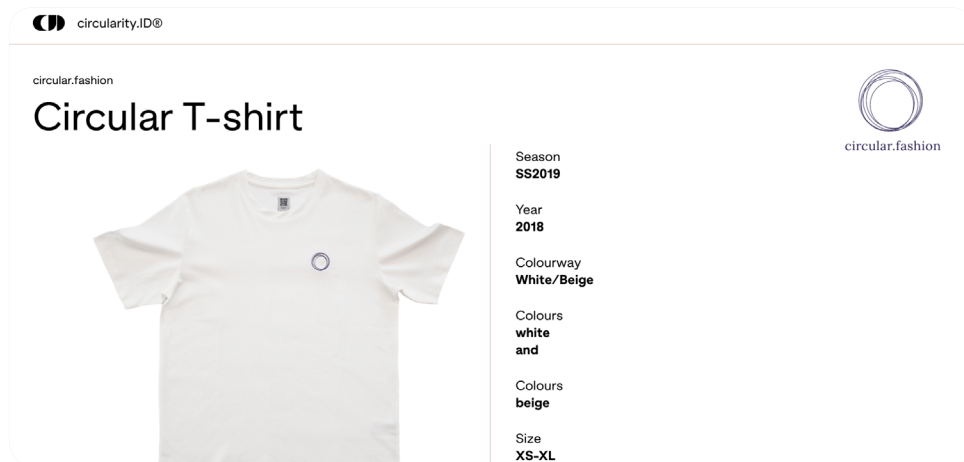 circularity.ID®
circular.fashion
Circular T-shirt
circular.fashion
Season
SS2019
Year
2018
Colourway
White/Beige
Colours
white
and
Colours
beige
Size
XS-XL